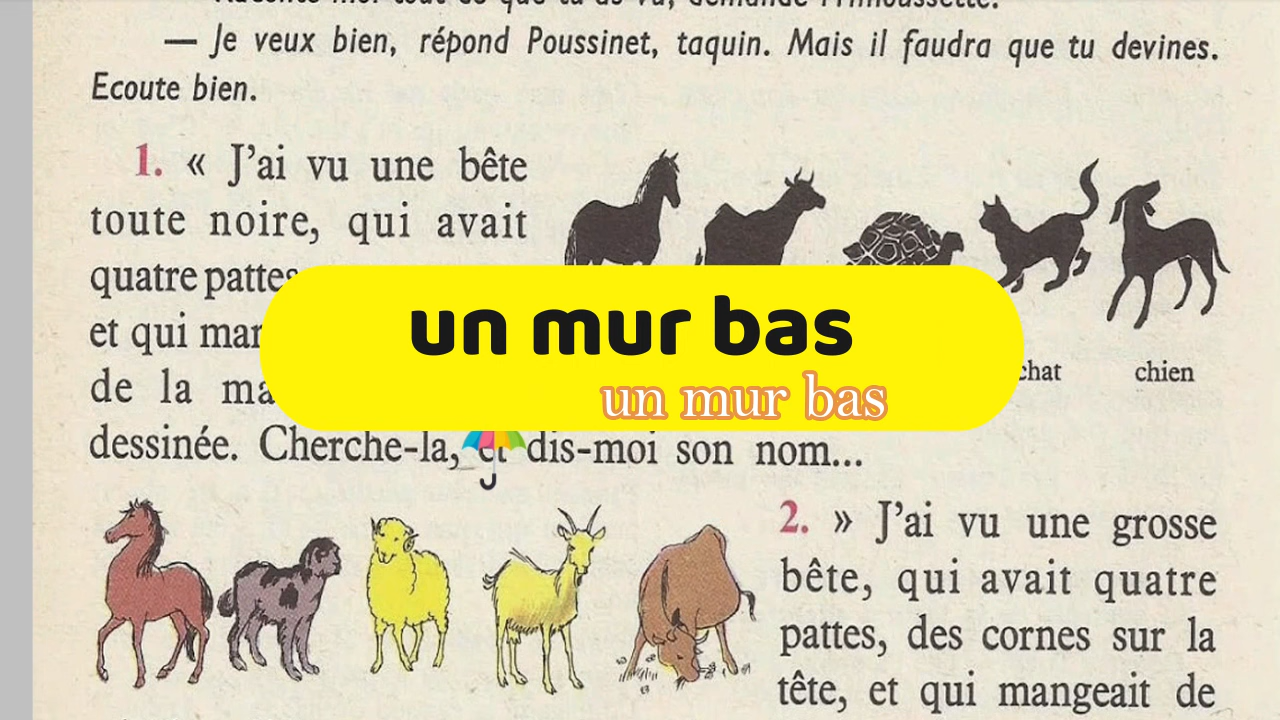 — Je veux bien, répond Poussinet, taquin. Mais il faudra que tu devines.
Ecoute bien.
1. « J'ai vu une bête
toute noire, qui avait
quatre pattes
et qui mar
de la ma
dessinée. Cherche-la, et dis-moi son nom...
un mur bas
un mur bas
chat chien
2. » J'ai vu une grosse
bête, qui avait quatre
pattes, des cornes sur la
tête, et qui mangeait de